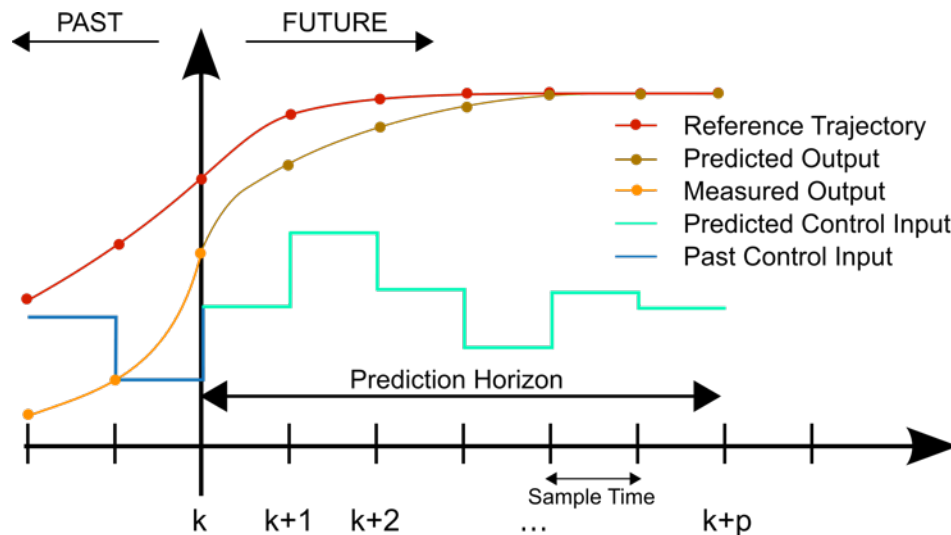 PAST
FUTURE
Reference Trajectory
Predicted Output
Measured Output
Predicted Control Input
Past Control Input
Prediction Horizon
Sample Time
k k+1 k+2 ... k+p